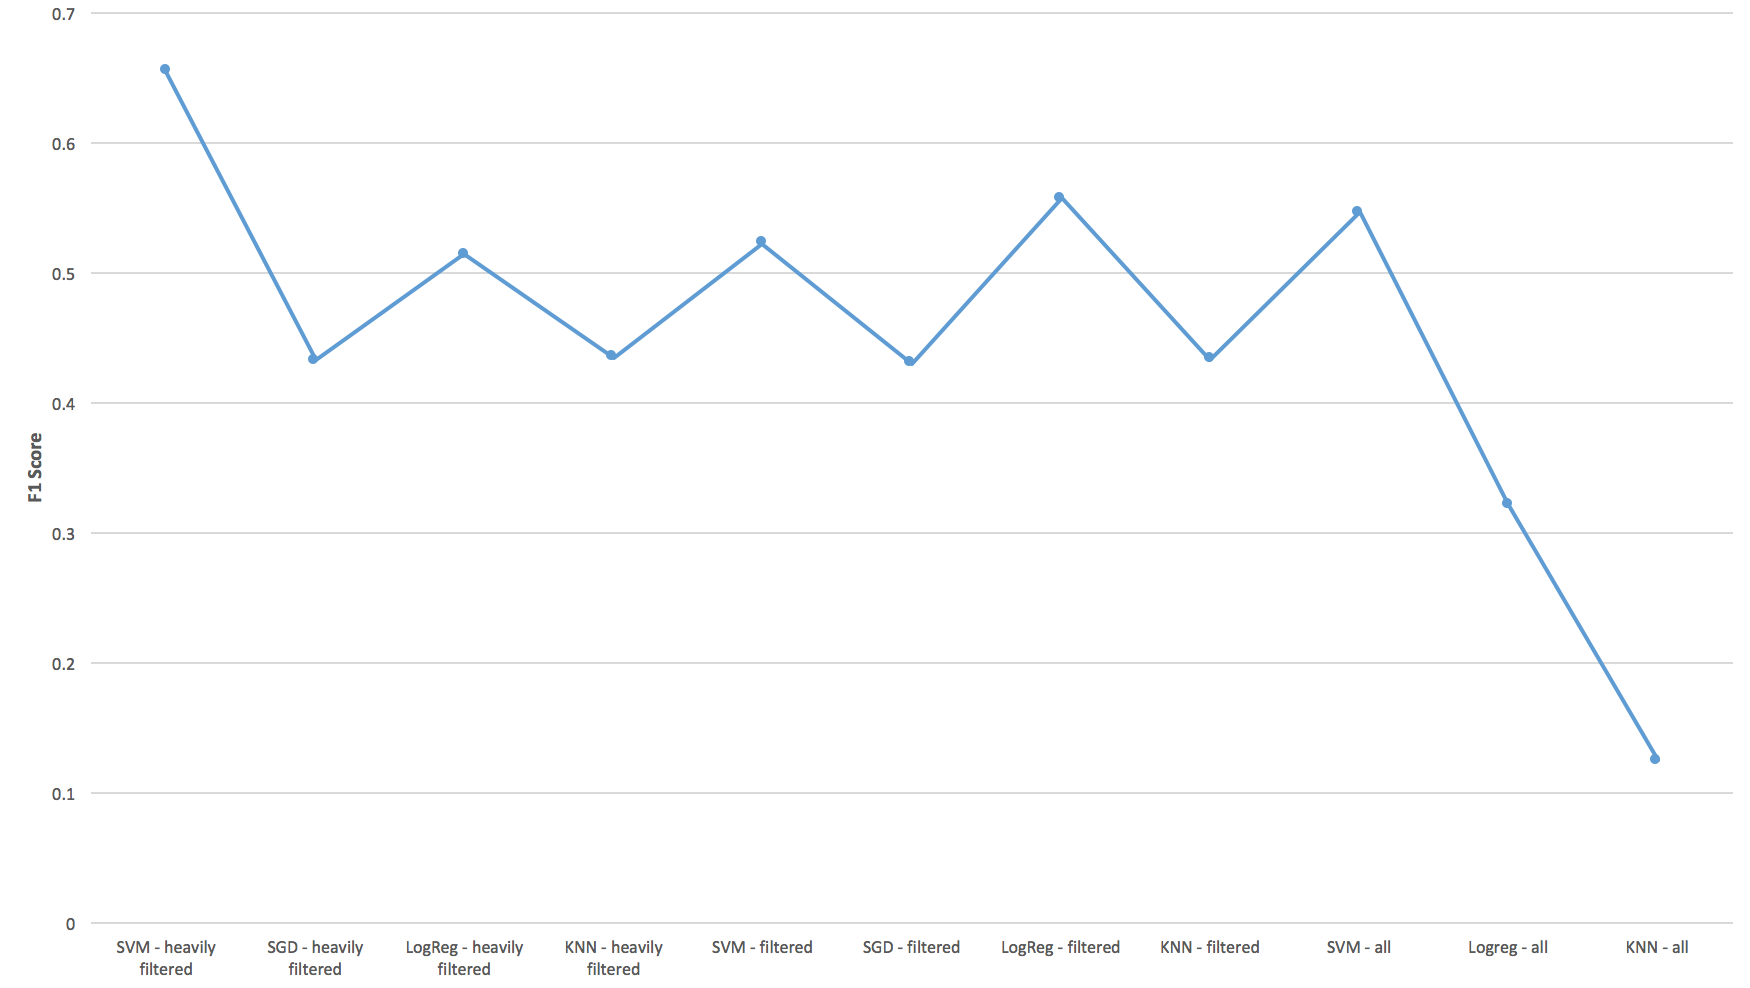 0.7
0.6
0.5
0.4
0.3
0.2
0.1
0
F1 Score
SVM - heavily
filtered
SGD - heavily
filtered
LogReg - heavily
filtered
KNN - heavily
filtered
SVM - filtered
SGD - filtered
LogReg - filtered
KNN - filtered
SVM - all
Logreg - all
KNN - all